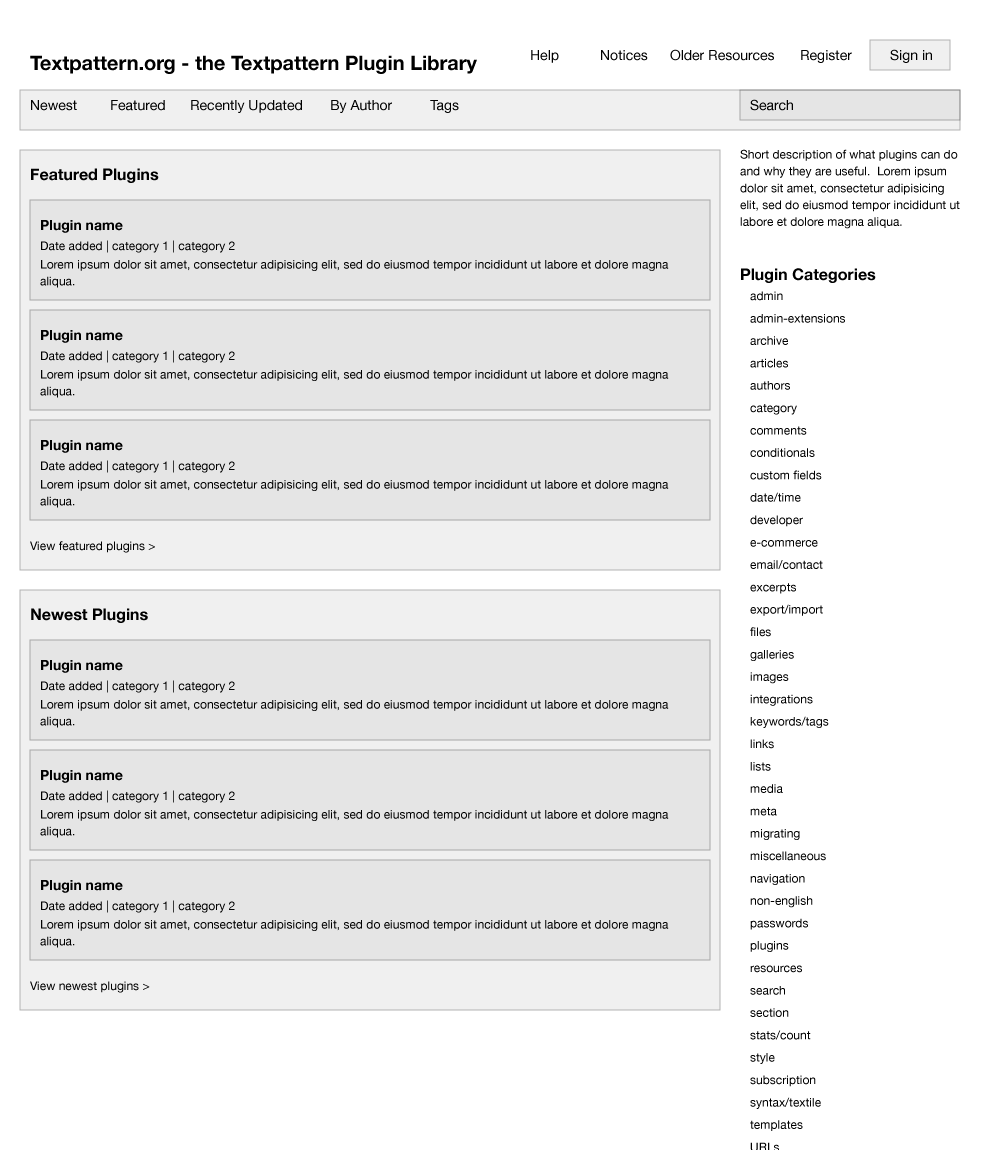 Textpattern.org - the Textpattern Plugin Library
Help Notices Older Resources Register Sign in
Newest Featured Recently Updated By Author Tags Search
Featured Plugins
Plugin name
Date added | category 1 | category 2
Lorem ipsum dolor sit amet, consectetur adipisicing elit, sed do eiusmod tempor incididunt ut labore et dolore magna
aliqua.
Plugin name
Date added | category 1 | category 2
Lorem ipsum dolor sit amet, consectetur adipisicing elit, sed do eiusmod tempor incididunt ut labore et dolore magna
aliqua.
Plugin name
Date added | category 1 | category 2
Lorem ipsum dolor sit amet, consectetur adipisicing elit, sed do eiusmod tempor incididunt ut labore et dolore magna
aliqua.
View featured plugins >
Newest Plugins
Plugin name
Date added | category 1 | category 2
Lorem ipsum dolor sit amet, consectetur adipisicing elit, sed do eiusmod tempor incididunt ut labore et dolore magna
aliqua.
Plugin name
Date added | category 1 | category 2
Lorem ipsum dolor sit amet, consectetur adipisicing elit, sed do eiusmod tempor incididunt ut labore et dolore magna
aliqua.
Plugin name
Date added | category 1 | category 2
Lorem ipsum dolor sit amet, consectetur adipisicing elit, sed do eiusmod tempor incididunt ut labore et dolore magna
aliqua.
View newest plugins >
Short description of what plugins can do
and why they are useful.  Lorem ipsum
dolor sit amet, consectetur adipisicing
elit, sed do eiusmod tempor incididunt ut
labore et dolore magna aliqua.
Plugin Categories
admin
admin-extensions
archive
articles
authors
category
comments
conditionals
custom fields
date/time
developer
e-commerce
email/contact
excerpts
export/import
files
galleries
images
integrations
keywords/tags
links
lists
media
meta
migrating
miscellaneous
navigation
non-english
passwords
plugins
resources
search
section
stats/count
style
subscription
syntax/textile
templates
URLs